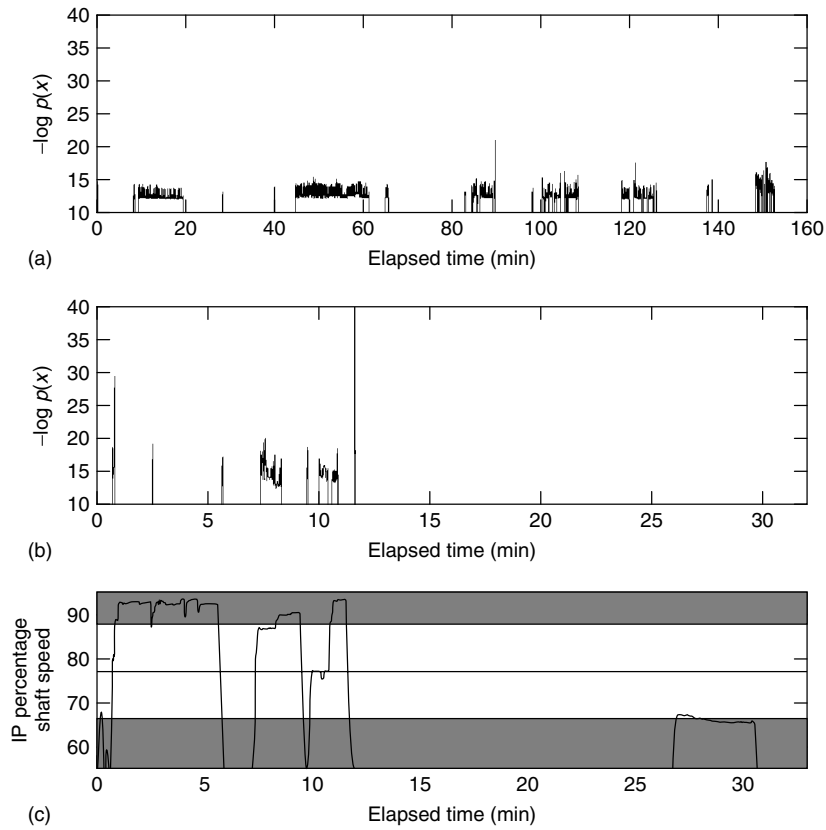 40
35
30
25
20
15
10
−log p(x)
0 20 40 60 80 100 120 140 160
(a)
Elapsed time (min)
40
35
30
25
20
15
10
−log p(x)
0 5 10 15 20 25 30
(b)
Elapsed time (min)
90
80
70
60
IP percentage
shaft speed
0 5 10 15 20 25 30
(c)
Elapsed time (min)